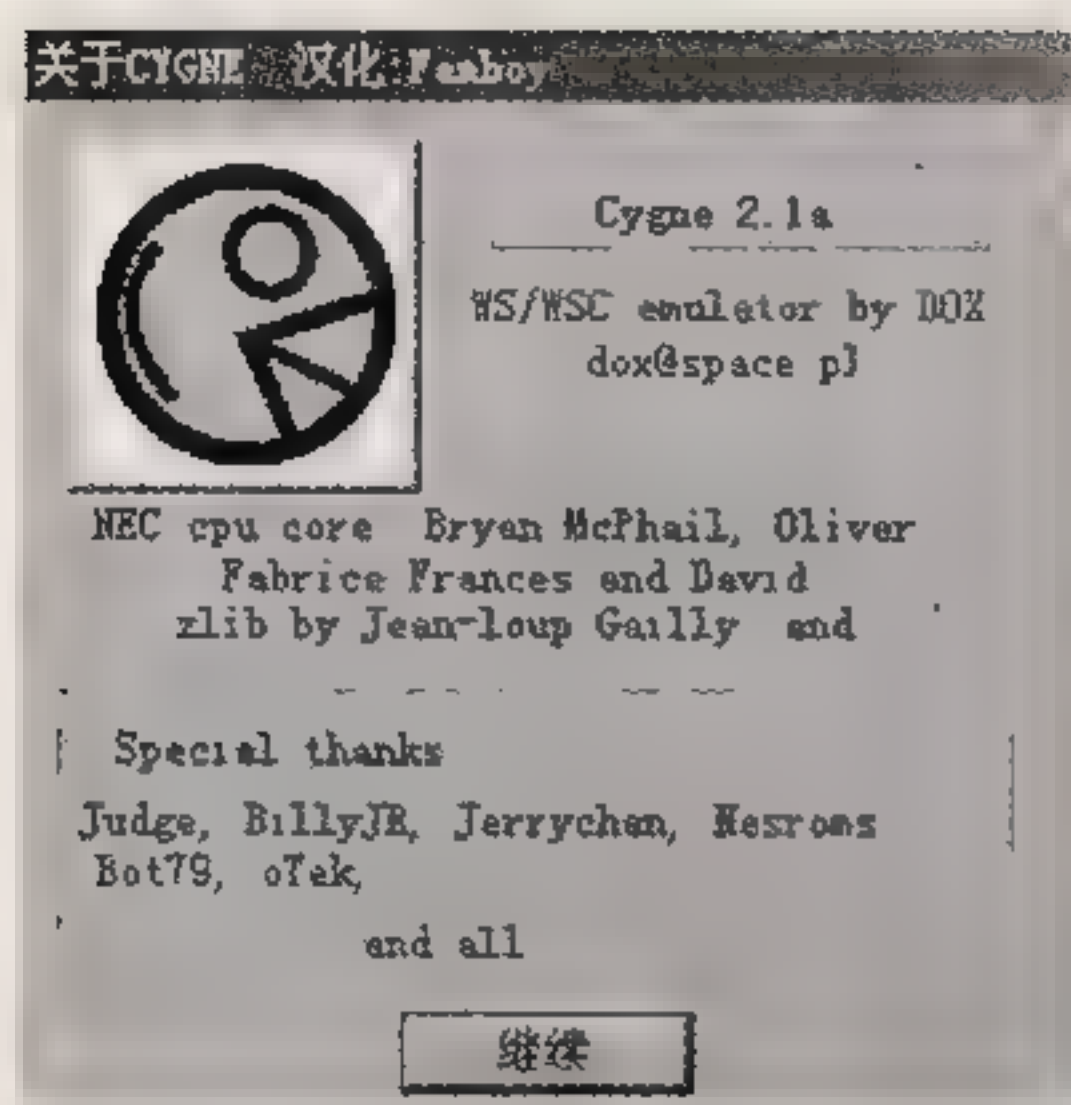 关于CYGNE 汉化:Fanboy
Cygne 2.1a
WS/WSC emulator by DOX
dox@space pl
NEC cpu core Bryan McPhail, Oliver
Fabrice Frances and David
zlib by Jean-loup Gailly and
Special thanks
Judge, BillyJR, Jerrychen, Nesroms
Bot79, oTek,
and all
继续